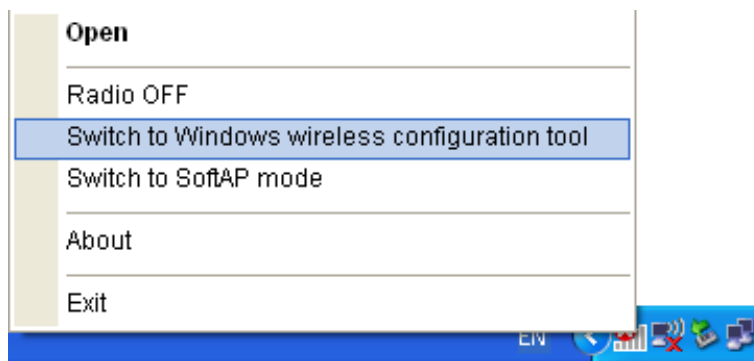 Open
Radio OFF
Switch to Windows wireless configuration tool
Switch to SoftAP mode
About
Exit
EN